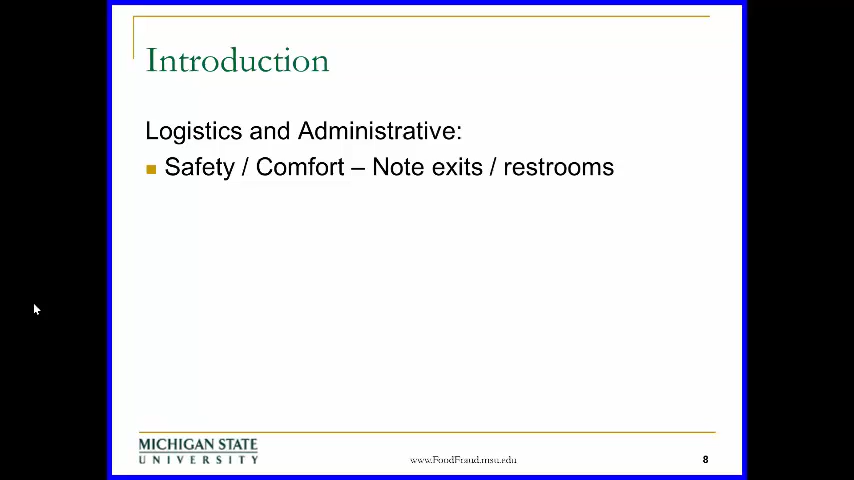 Introduction
Logistics and Administrative:
Safety / Comfort – Note exits / restrooms
MICHIGAN STATE
UNIVERSITY
www.FoodFraud.msu.edu
8